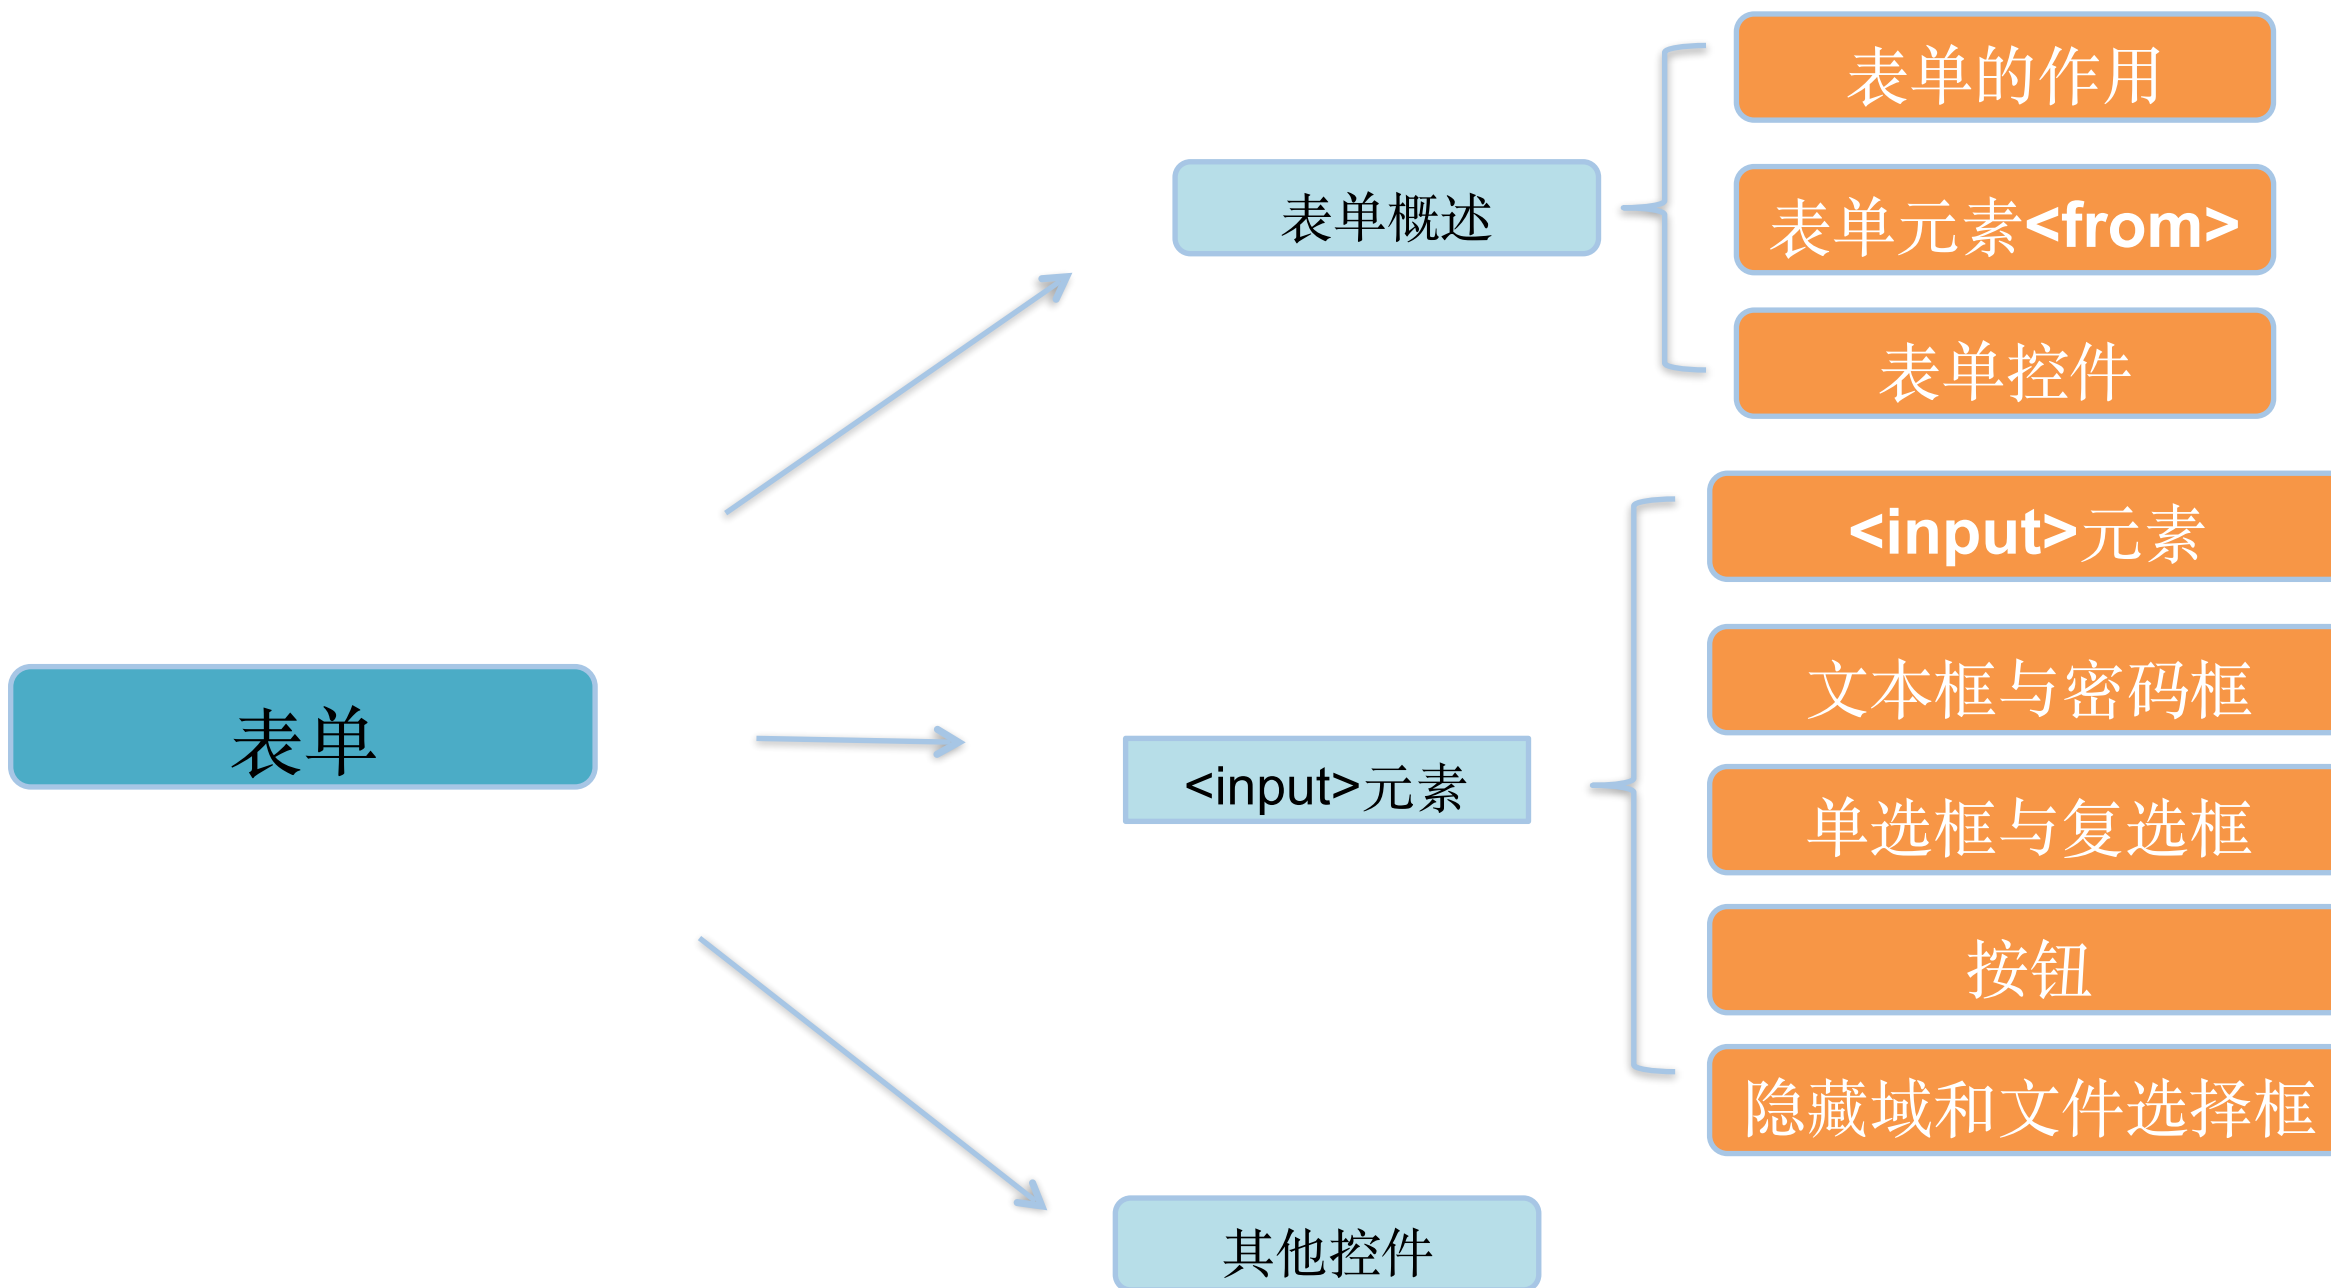 表单的作用
表单概述
表单元素<from>
表单控件
<input>元素
文本框与密码框
表单
<input>元素
单选框与复选框
按钮
隐藏域和文件选择框
其他控件